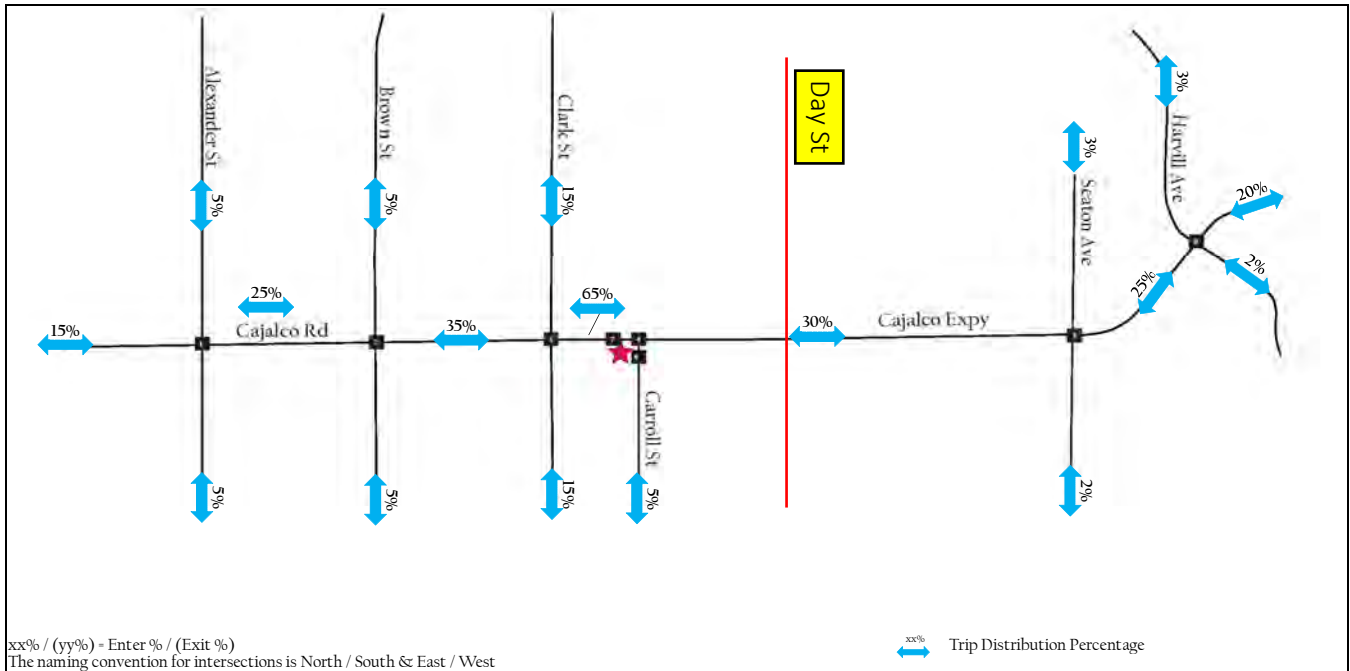 Alexander St
Brown St
Clark St
Day St
3%
3%
Harvill Ave
Seaton Ave
20%
5%
5%
15%
2%
25%
25%
65%
15%
Cajalco Rd
35%
30%
Cajalco Expy
Carroll St
5%
5%
15%
5%
2%
xx% / (yy%) = Enter % / (Exit %)
The naming convention for intersections is North / South & East / West
xx%
Trip Distribution Percentage